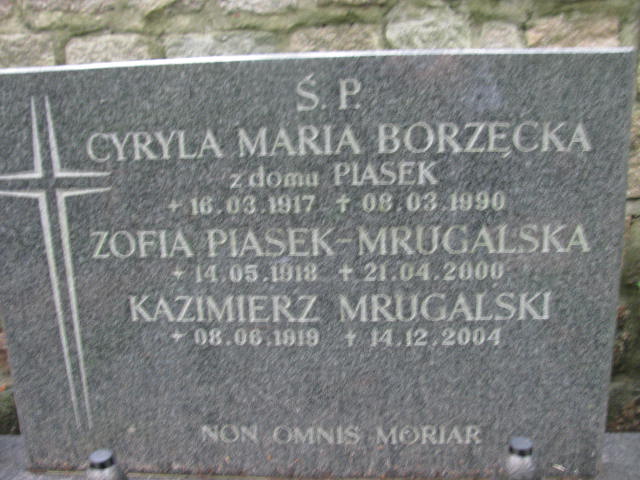 Ś. P.
CYRYLA MARIA BORZĘCKA
z domu PIASEK
+ 16.03.1917 + 08.03.1990
ZOFIA PIASEK-MRUGALSKA
+ 14.05.1918 + 21.04.2000
KAZIMIERZ MRUGALSKI
+ 08.06.1919 + 14.12.2004
NON OMNIS MORIAR